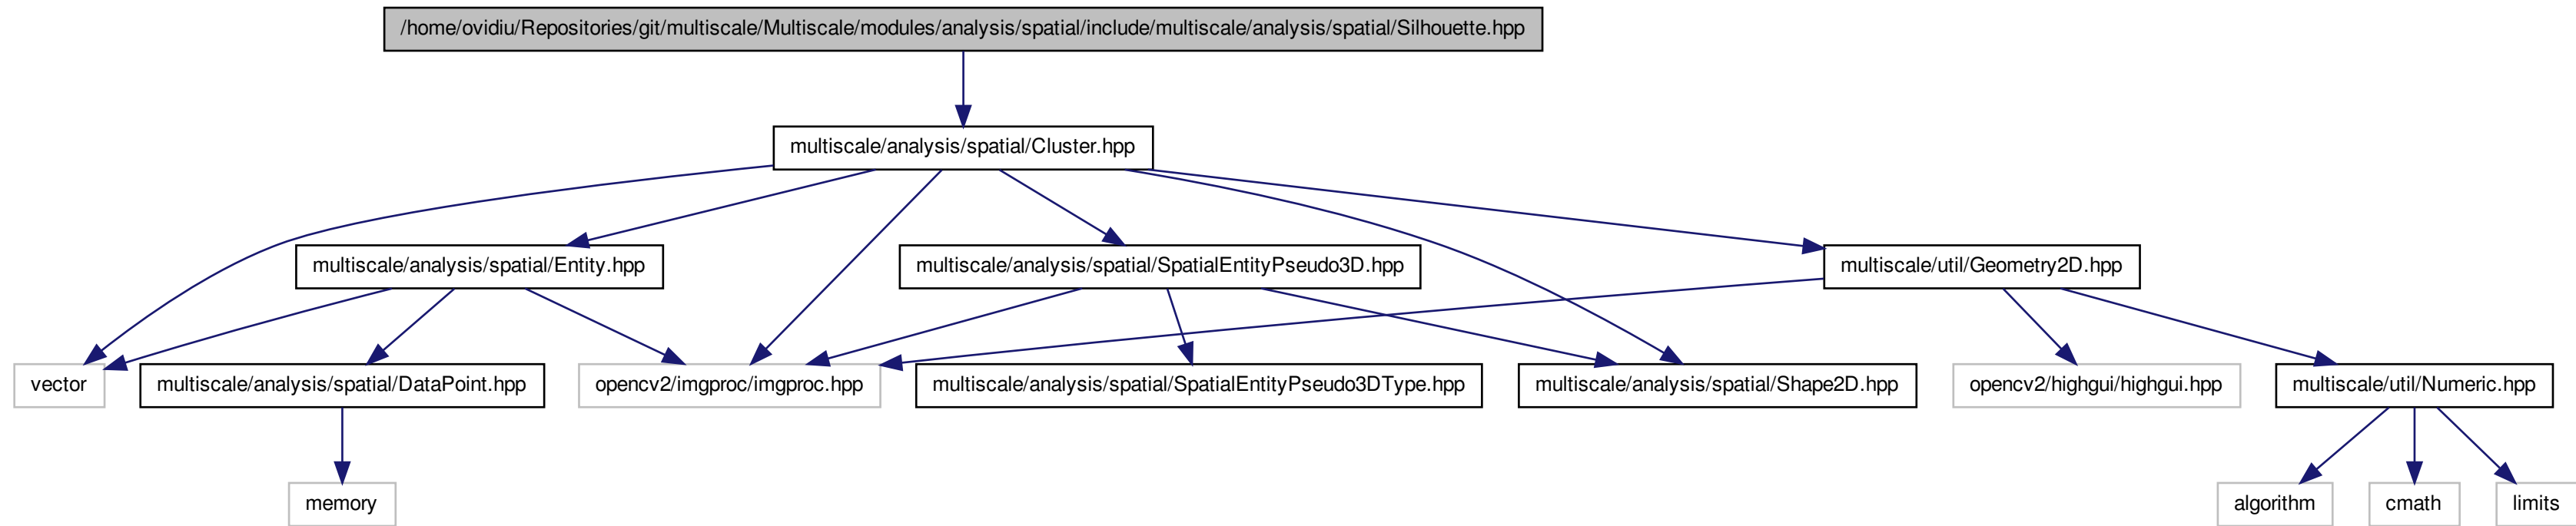 /home/ovidiu/Repositories/git/multiscale/Multiscale/modules/analysis/spatial/include/multiscale/analysis/spatial/Silhouette.hpp
multiscale/analysis/spatial/Cluster.hpp
multiscale/analysis/spatial/Entity.hpp
multiscale/analysis/spatial/SpatialEntityPseudo3D.hpp
multiscale/util/Geometry2D.hpp
vector
multiscale/analysis/spatial/DataPoint.hpp
opencv2/imgproc/imgproc.hpp
multiscale/analysis/spatial/SpatialEntityPseudo3DType.hpp
multiscale/analysis/spatial/Shape2D.hpp
opencv2/highgui/highgui.hpp
multiscale/util/Numeric.hpp
memory
algorithm
cmath
limits